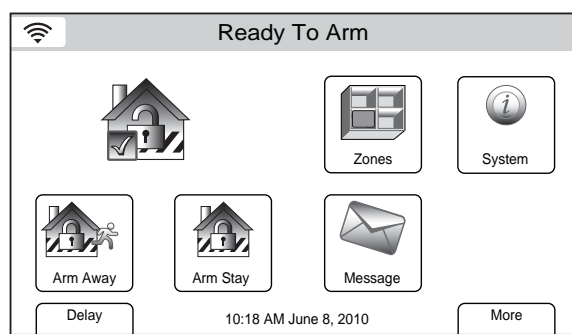 Ready To Arm
Zones
System
Arm Away
Arm Stay
Message
Delay
10:18 AM June 8, 2010
More